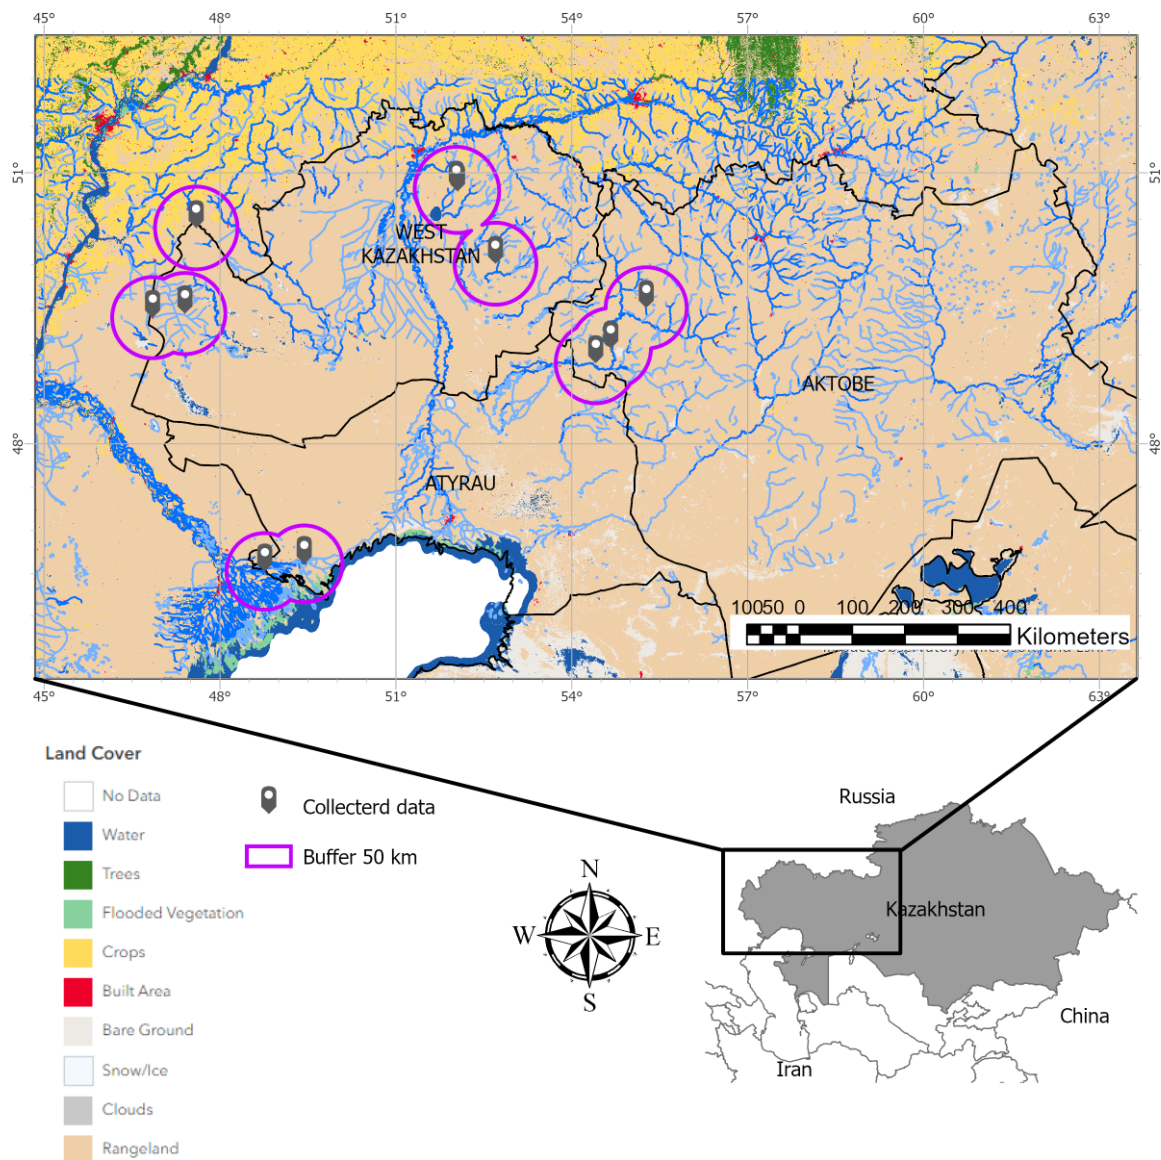 45° 48° 51° 54° 57° 60° 63°
51° 51°
WEST
KAZAKHSTAN
AKTOBE
48° 48°
ATYRAU
10050 0 100 200 300 400
Kilometers
45° 48° 51° 54° 57° 60° 63°
Land Cover
No Data
Water
Trees
Flooded Vegetation
Crops
Built Area
Bare Ground
Snow/Ice
Clouds
Rangeland
Collecterd data
Buffer 50 km
N
W E
S
Russia
Kazakhstan
China
Iran